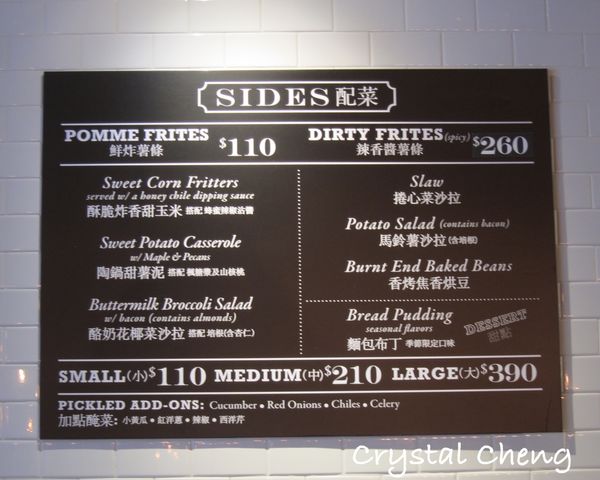 SIDES 配菜
POMME FRITES $110
鮮炸薯條
DIRTY FRITES (spicy) $260
辣香醬薯條
Sweet Corn Fritters
served w/ a honey chile dipping sauce
酥脆炸香甜玉米 搭配 蜂蜜辣椒沾醬
Sweet Potato Casserole
w/ Maple & Pecans
陶鍋甜薯泥 搭配 楓糖漿及山核桃
Buttermilk Broccoli Salad
w/ bacon (contains almonds)
酪奶花椰菜沙拉 搭配 培根(含杏仁)
Slaw
捲心菜沙拉
Potato Salad (contains bacon)
馬鈴薯沙拉 (含培根)
Burnt End Baked Beans
香烤焦香烘豆
Bread Pudding
seasonal flavors
麵包布丁 季節限定口味
DESSERT
甜點
SMALL(小)$110 MEDIUM(中)$210 LARGE(大)$390
PICKLED ADD-ONS: Cucumber • Red Onions • Chiles • Celery
加點醃菜: 小黃瓜 • 紅洋蔥 • 辣椒 • 西洋芹
Crystal Cheng